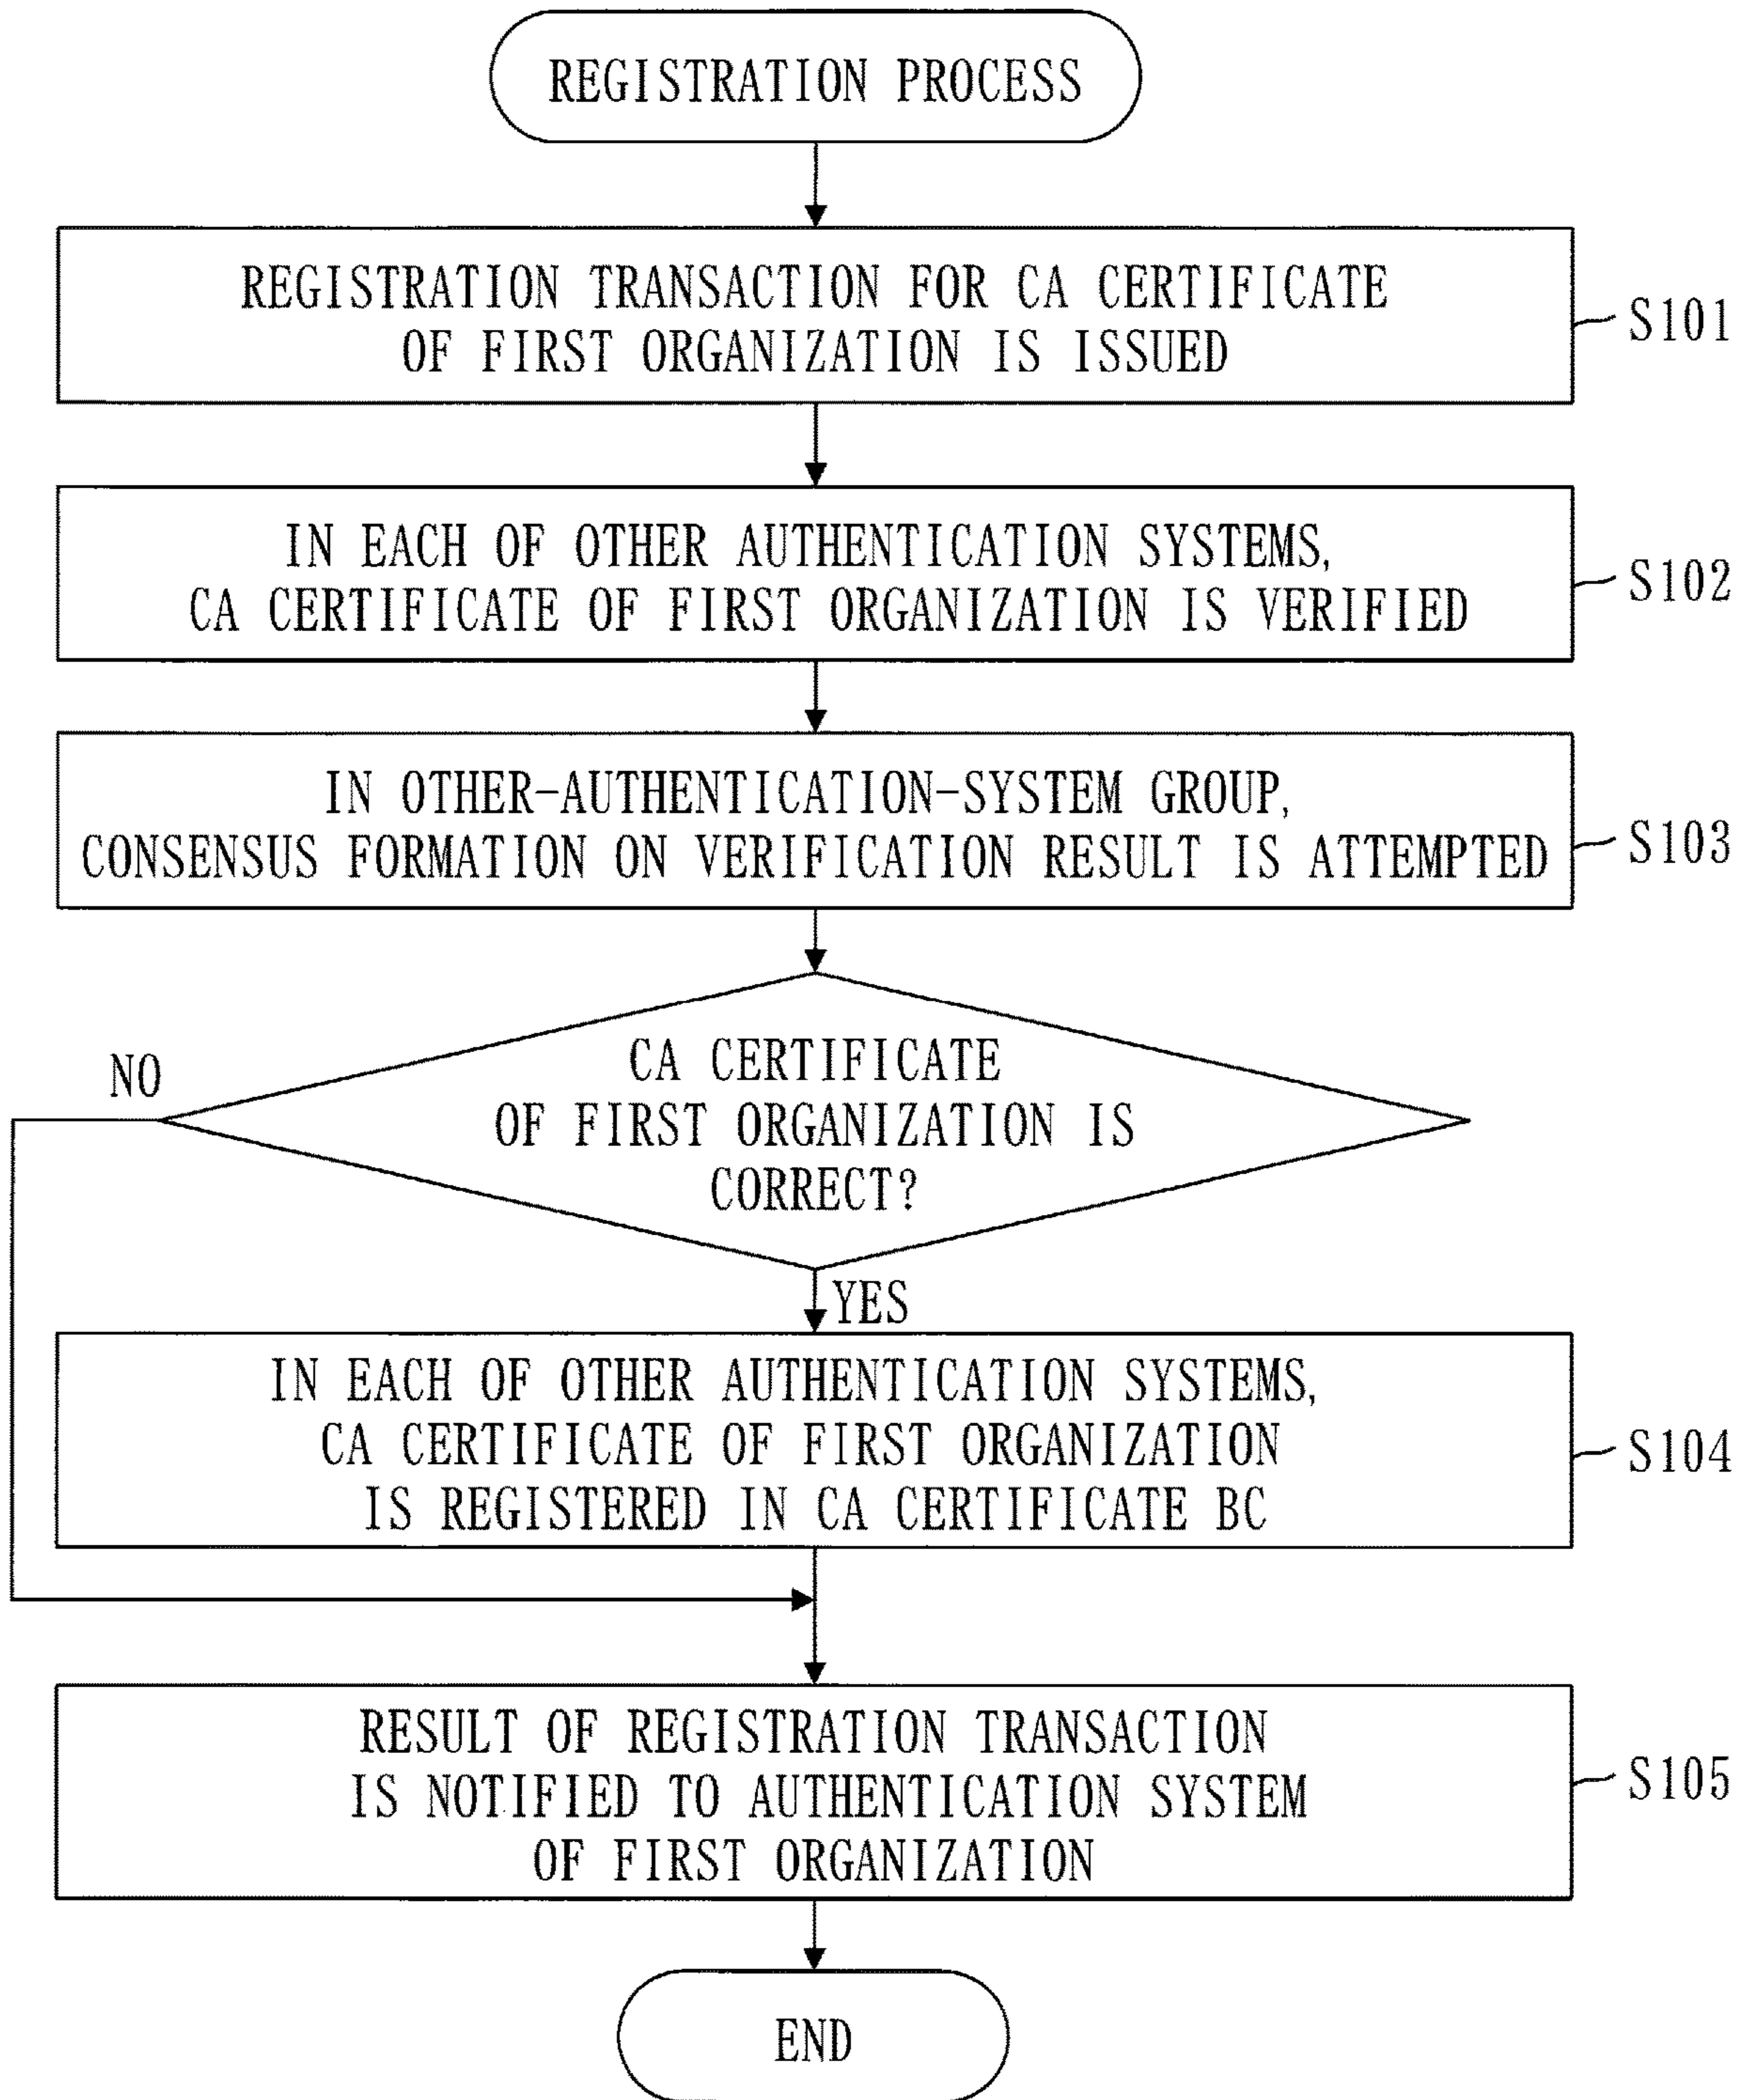 REGISTRATION PROCESS
REGISTRATION TRANSACTION FOR CA CERTIFICATE
OF FIRST ORGANIZATION IS ISSUED
S101
IN EACH OF OTHER AUTHENTICATION SYSTEMS,
CA CERTIFICATE OF FIRST ORGANIZATION IS VERIFIED
S102
IN OTHER-AUTHENTICATION-SYSTEM GROUP,
CONSENSUS FORMATION ON VERIFICATION RESULT IS ATTEMPTED
S103
NO
CA CERTIFICATE
OF FIRST ORGANIZATION IS
CORRECT?
YES
IN EACH OF OTHER AUTHENTICATION SYSTEMS,
CA CERTIFICATE OF FIRST ORGANIZATION
IS REGISTERED IN CA CERTIFICATE BC
S104
RESULT OF REGISTRATION TRANSACTION
IS NOTIFIED TO AUTHENTICATION SYSTEM
OF FIRST ORGANIZATION
S105
END